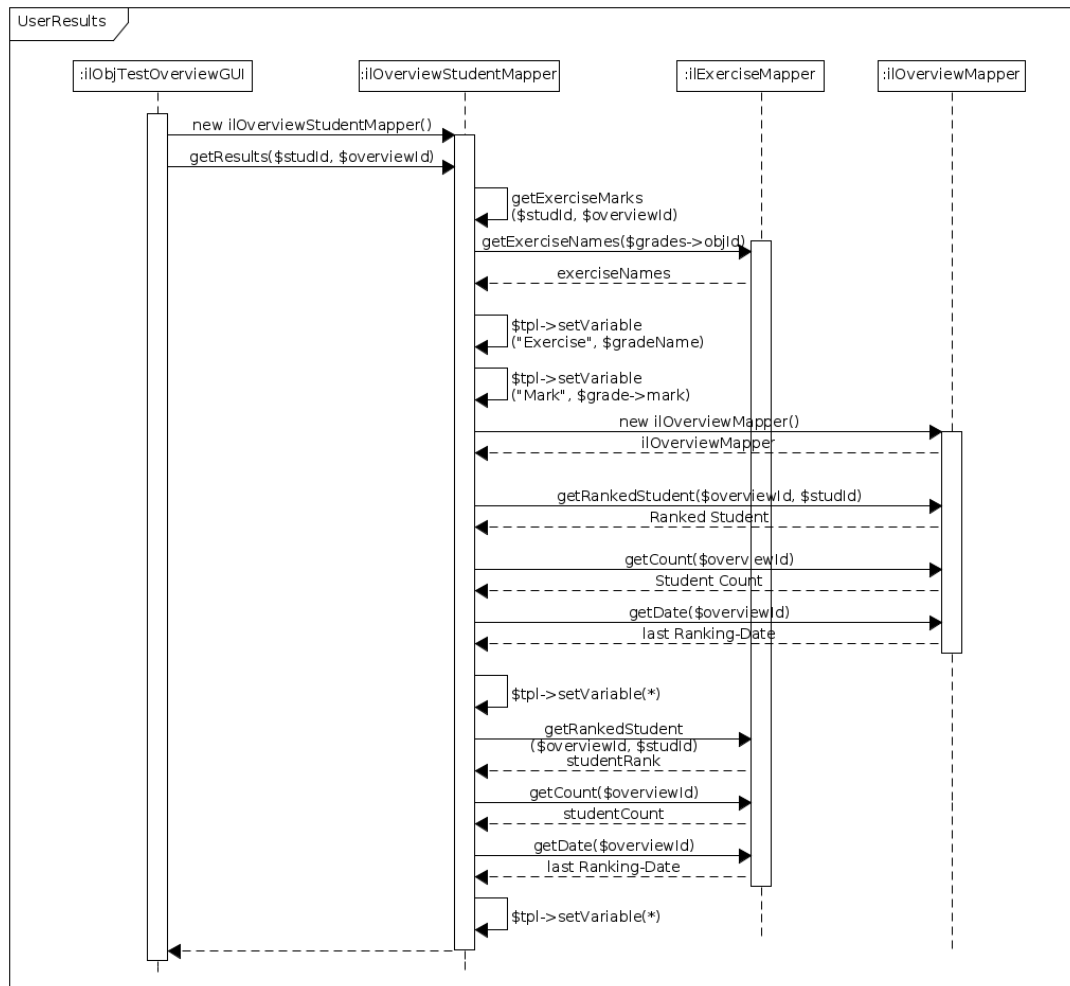 UserResults
:ilObjTestOverviewGUI
:ilOverviewStudentMapper
:ilExerciseMapper
:ilOverviewMapper
new ilOverviewStudentMapper()
getResults($studId, $overviewId)
getExerciseMarks
($studId, $overviewId)
getExerciseNames($grades->objId)
exerciseNames
$tpl->setVariable
("Exercise", $gradeName)
$tpl->setVariable
("Mark", $grade->mark)
new ilOverviewMapper()
ilOverviewMapper
getRankedStudent($overviewId, $studId)
Ranked Student
getCount($overviewId)
Student Count
getDate($overviewId)
last Ranking-Date
$tpl->setVariable(*)
getRankedStudent
($overviewId, $studId)
studentRank
getCount($overviewId)
studentCount
getDate($overviewId)
last Ranking-Date
$tpl->setVariable(*)